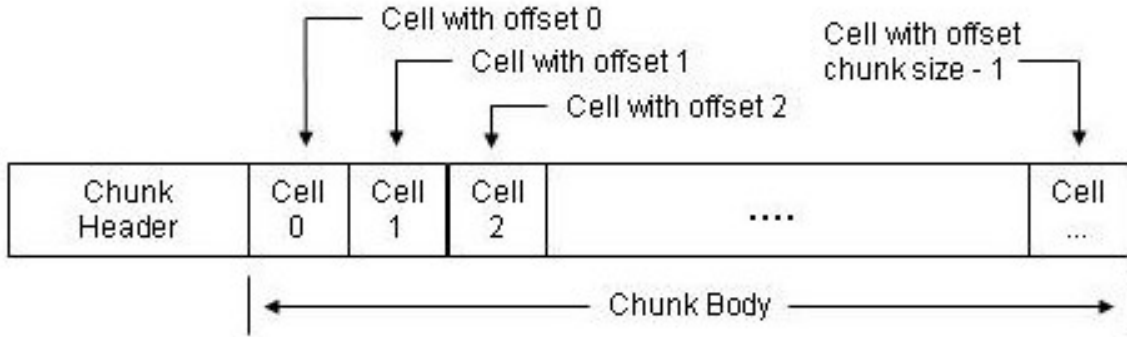 Cell with offset 0
Cell with offset 1
Cell with offset 2
Cell with offset
chunk size - 1
Chunk
Header
Cell
0
Cell
1
Cell
2
....
Cell
...
Chunk Body